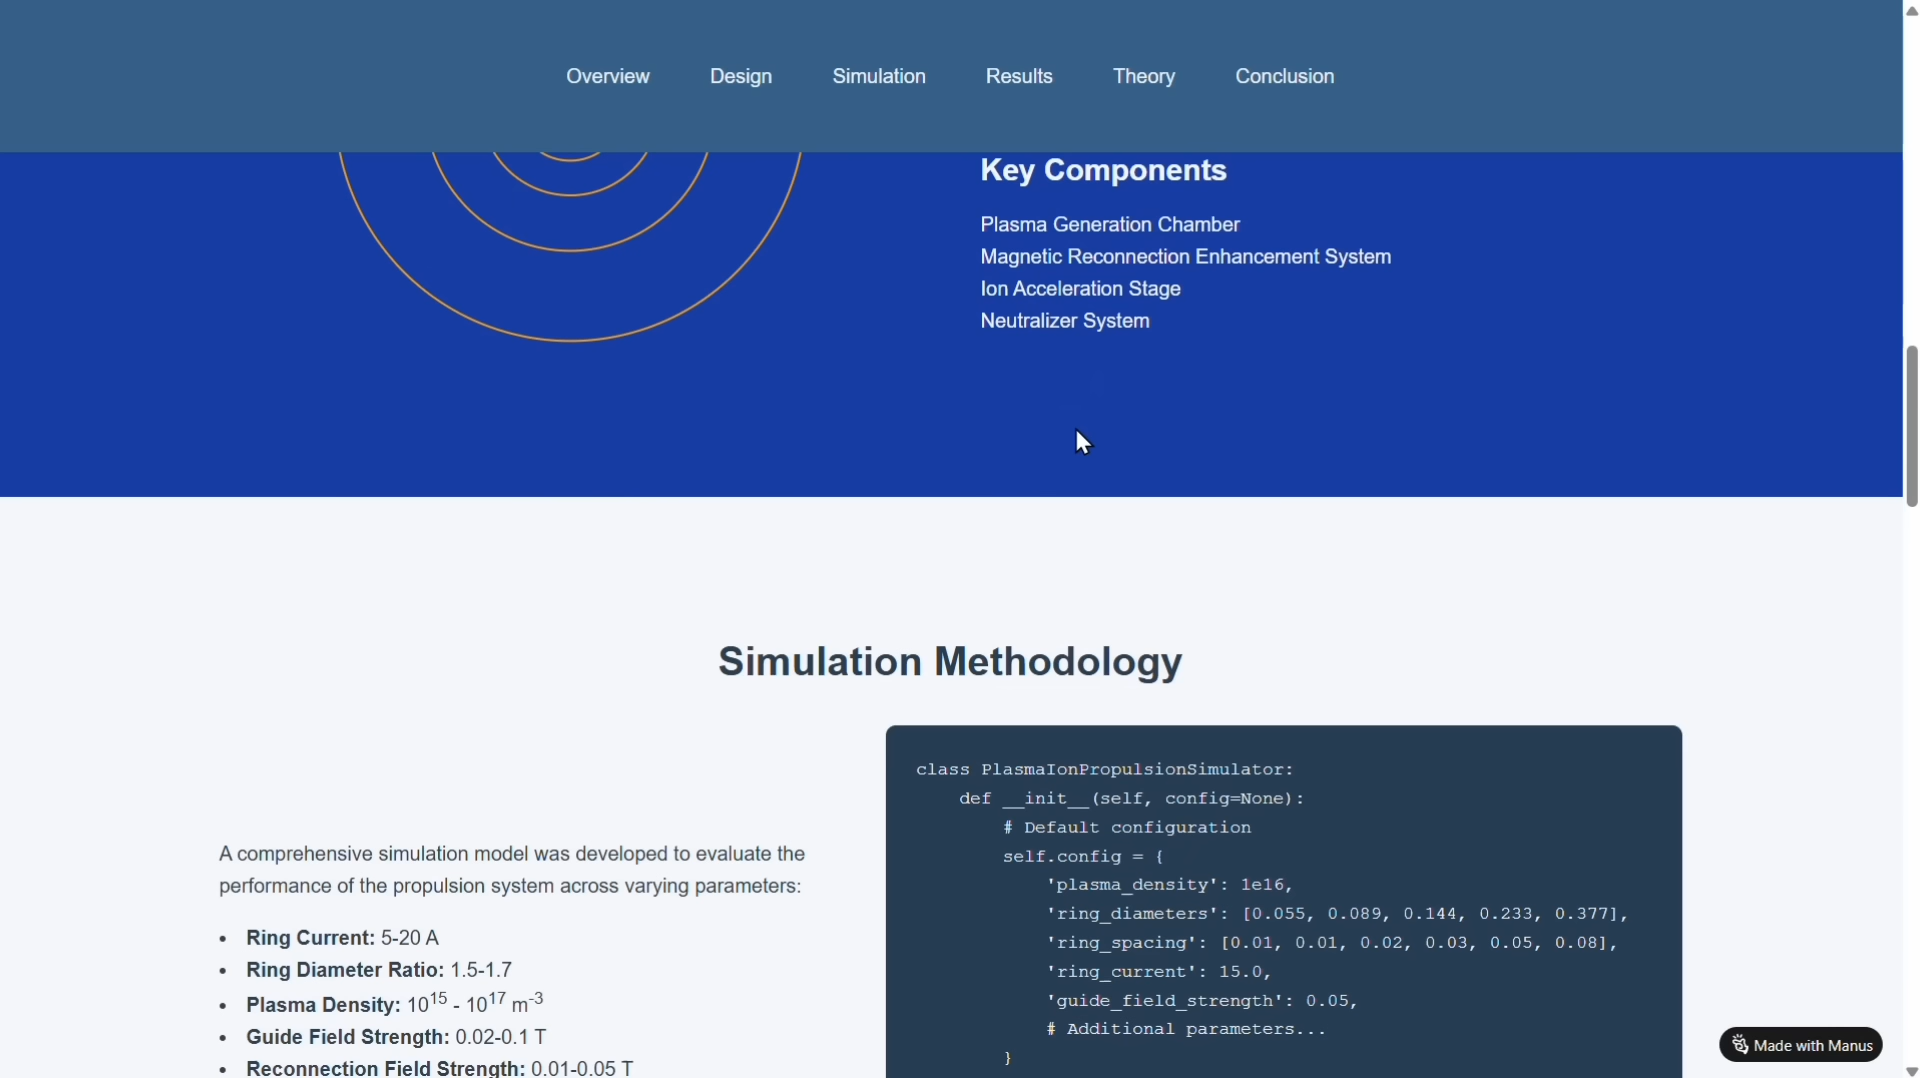 Overview Design Simulation Results Theory Conclusion
Key Components
Plasma Generation Chamber
Magnetic Reconnection Enhancement System
Ion Acceleration Stage
Neutralizer System
Simulation Methodology
A comprehensive simulation model was developed to evaluate the
performance of the propulsion system across varying parameters:
• Ring Current: 5-20 A
• Ring Diameter Ratio: 1.5-1.7
• Plasma Density: 10¹⁵ - 10¹⁷ m⁻³
• Guide Field Strength: 0.02-0.1 T
• Reconnection Field Strength: 0.01-0.05 T
class PlasmaIonPropulsionSimulator:
    def __init__(self, config=None):
        # Default configuration
        self.config = {
            'plasma_density': 1e16,
            'ring_diameters': [0.055, 0.089, 0.144, 0.233, 0.377],
            'ring_spacing': [0.01, 0.01, 0.02, 0.03, 0.05, 0.08],
            'ring_current': 15.0,
            'guide_field_strength': 0.05,
            # Additional parameters...
        }
Made with Manus